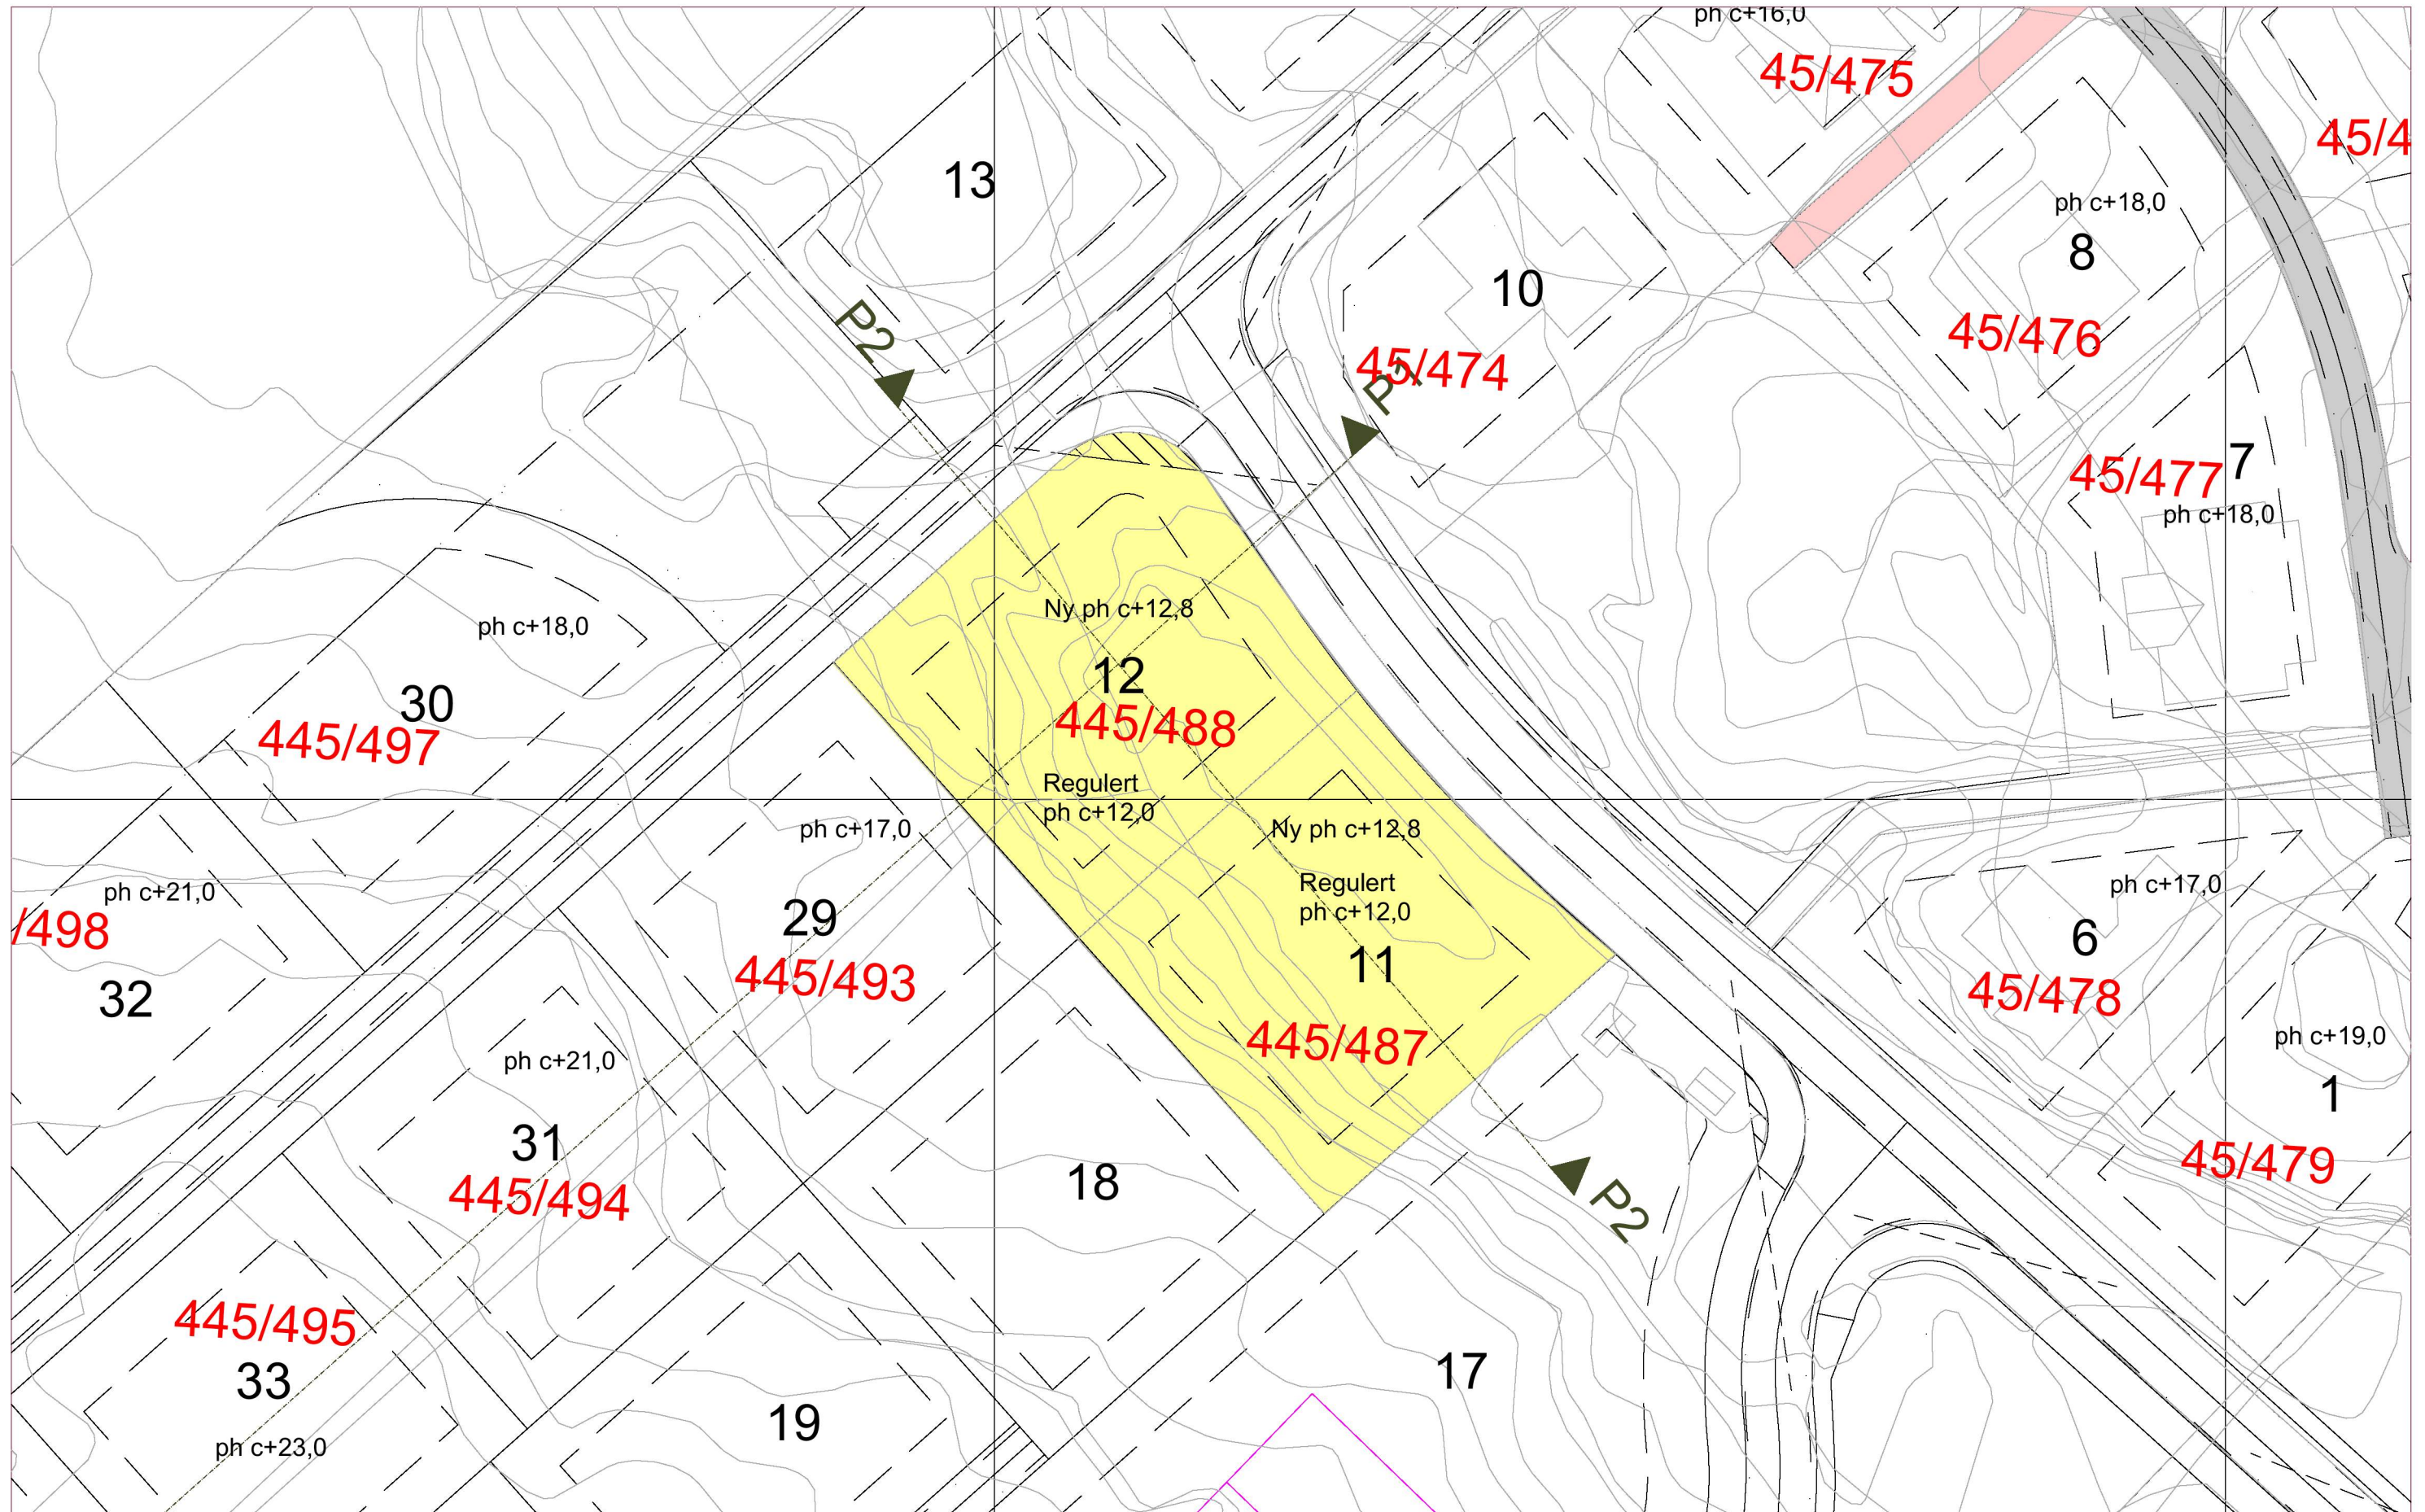 ph c+16,0
45/475
45/4
13
ph c+18,0
8
10
P2
45/476
45/474
P1
7
45/477
ph c+18,0
Ny ph c+12,8
ph c+18,0
12
30
445/488
445/497
Regulert
ph c+12,0
ph c+17,0
Ny ph c+12,8
Regulert
ph c+12,0
ph c+17,0
ph c+21,0
29
/498
6
11
445/493
445/478
32
ph c+19,0
445/487
ph c+21,0
1
31
45/479
18
445/494
P2
445/495
17
33
19
ph c+23,0